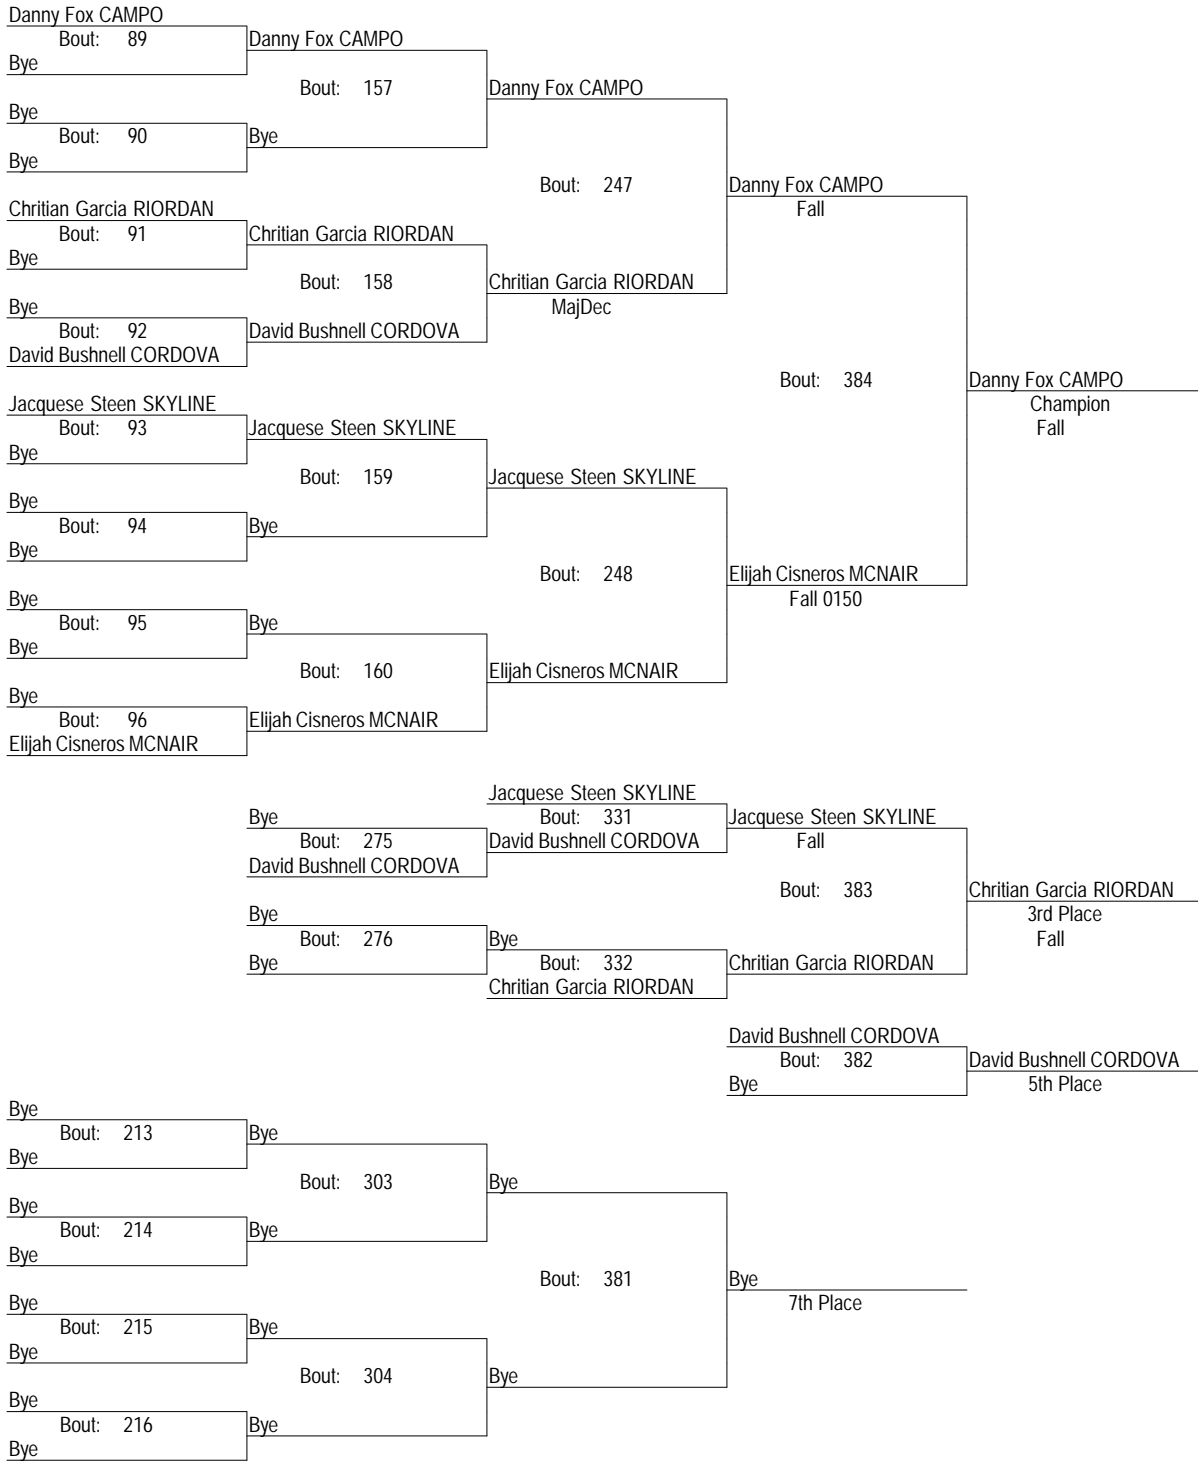 Danny Fox CAMPO
Bout: 89 Danny Fox CAMPO
Bye
Bout: 157 Danny Fox CAMPO
Bye
Bout: 90 Bye
Bye
Bout: 247 Danny Fox CAMPO
Fall
Chritian Garcia RIORDAN
Bout: 91 Chritian Garcia RIORDAN
Bye
Bout: 158 Chritian Garcia RIORDAN
MajDec
Bye
Bout: 92 David Bushnell CORDOVA
David Bushnell CORDOVA
Bout: 384 Danny Fox CAMPO
Champion
Fall
Jacquese Steen SKYLINE
Bout: 93 Jacquese Steen SKYLINE
Bye
Bout: 159 Jacquese Steen SKYLINE
Bye
Bout: 94 Bye
Bye
Bout: 248 Elijah Cisneros MCNAIR
Fall 0150
Bye
Bout: 95 Bye
Bye
Bout: 160 Elijah Cisneros MCNAIR
Bye
Bout: 96 Elijah Cisneros MCNAIR
Elijah Cisneros MCNAIR
Jacquese Steen SKYLINE
Bye Bout: 331 Jacquese Steen SKYLINE
Bout: 275 David Bushnell CORDOVA Fall
David Bushnell CORDOVA
Bout: 383 Chritian Garcia RIORDAN
3rd Place
Fall
Bye
Bout: 276 Bye
Bye Bout: 332 Chritian Garcia RIORDAN
Chritian Garcia RIORDAN
David Bushnell CORDOVA
Bout: 382 David Bushnell CORDOVA
Bye 5th Place
Bye
Bout: 213 Bye
Bye
Bout: 303 Bye
Bye
Bout: 214 Bye
Bye
Bout: 381 Bye
7th Place
Bye
Bout: 215 Bye
Bye
Bout: 304 Bye
Bye
Bout: 216 Bye
Bye